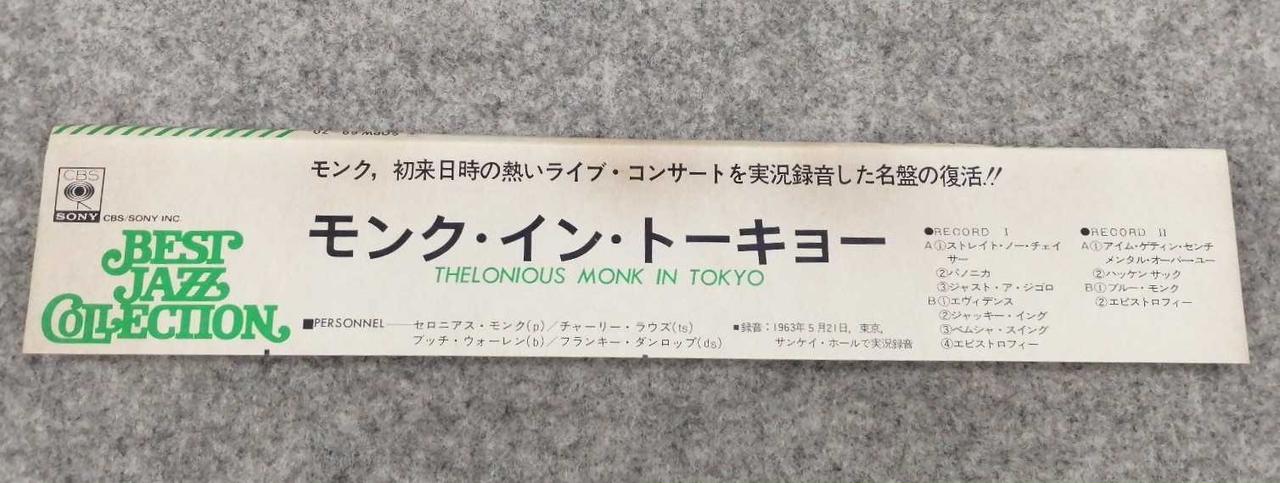 モンク，初来日時の熱いライブ・コンサートを実況録音した名盤の復活!!
CBS
SONY
CBS/SONY INC.
BEST
JAZZ
COLLECTION.
モンク・イン・トーキョー
THELONIOUS MONK IN TOKYO
■PERSONNEL──セロニアス・モンク(p)／チャーリー・ラウズ(ts)
ブッチ・ウォーレン(b)／フランキー・ダンロップ(ds)
■録音：1963年5月21日，東京，
サンケイ・ホールで実況録音
●RECORD I
A①ストレイト・ノー・チェイ
サー
②パノニカ
③ジャスト・ア・ジゴロ
B①エヴィデンス
②ジャッキー・イング
③ベムシャ・スイング
④エピストロフィー
●RECORD II
A①アイム・ゲティン・センチ
メンタル・オーバー・ユー
②ハッケンサック
B①ブルー・モンク
②エピストロフィー